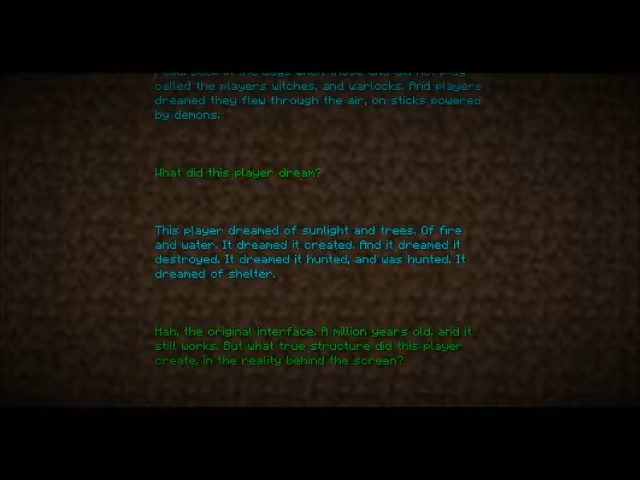 called the players witches, and warlocks. And players
dreamed they flew through the air, on sticks powered
by demons.
What did this player dream?
This player dreamed of sunlight and trees. Of fire
and water. It dreamed it created. And it dreamed it
destroyed. It dreamed it hunted, and was hunted. It
dreamed of shelter.
Hah, the original interface. A million years old, and it
still works. But what true structure did this player
create, in the reality behind the screen?